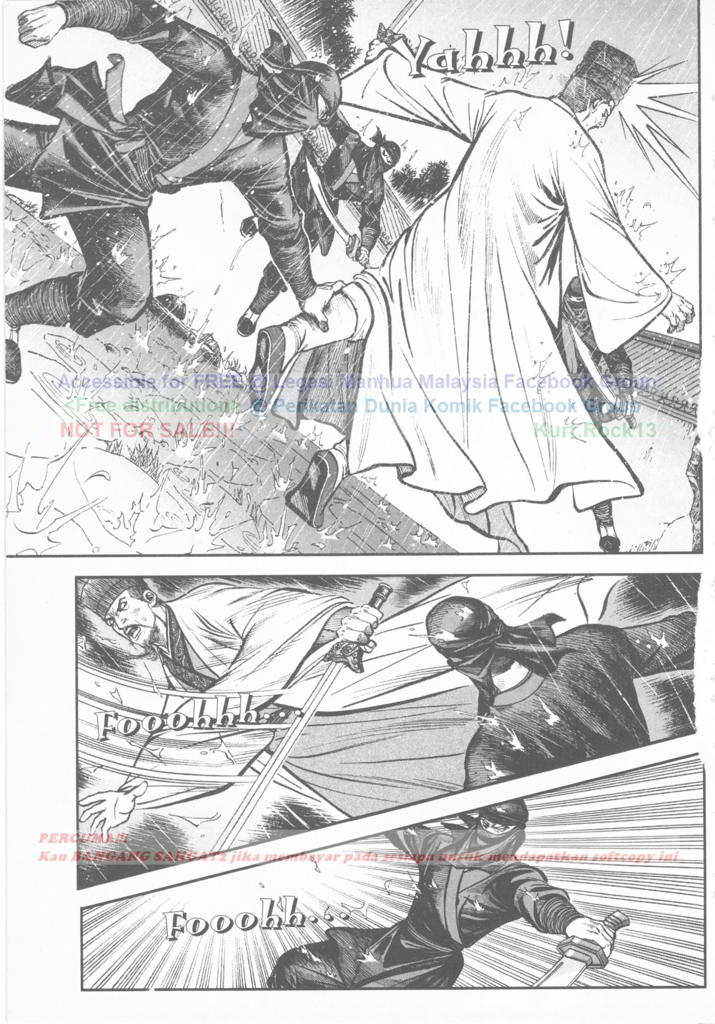 Yahhh!
Accessible for FREE @ Legasi Manhua Malaysia Facebook Group
<Free distribution> @ Perikatan Dunia Komik Facebook Group
NOT FOR SALE!!! Kurt.Rock13
Fooohhh...
PERCUMA!!
Kau BANGANG SANGAT2 jika membayar pada sesiapa untuk mendapatkan softcopy ini
Fooohh...